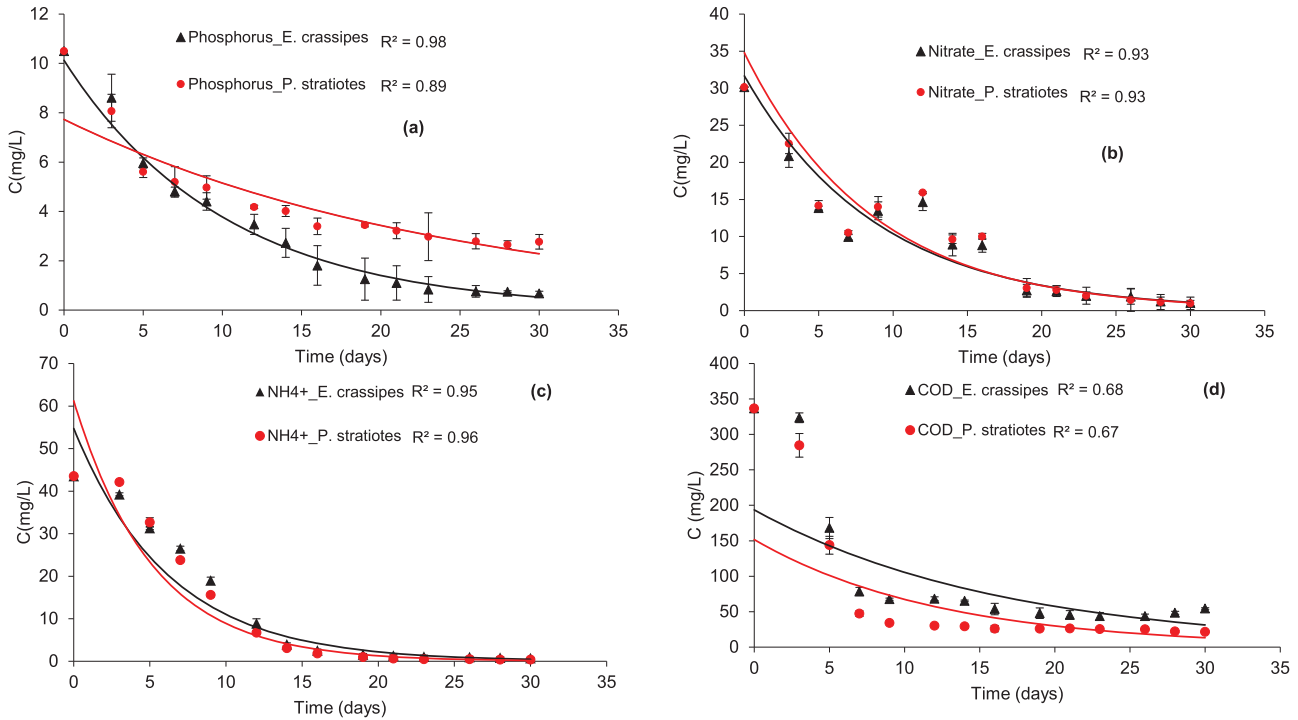 12
10
8
6
4
2
0
C(mg/L)
Phosphorus_E. crassipes R² = 0.98
Phosphorus_P. stratiotes R² = 0.89
(a)
0 5 10 15 20 25 30 35
Time (days)
40
35
30
25
20
15
10
5
0
C(mg/L)
Nitrate_E. crassipes R² = 0.93
Nitrate_P. stratiotes R² = 0.93
(b)
0 5 10 15 20 25 30 35
Time (days)
70
60
50
40
30
20
10
0
C(mg/L)
NH4+_E. crassipes R² = 0.95
(c)
NH4+_P. stratiotes R² = 0.96
0 5 10 15 20 25 30 35
Time (days)
400
350
300
250
200
150
100
50
0
C (mg/L)
COD_E. crassipes R² = 0.68
(d)
COD_P. stratiotes R² = 0.67
0 5 10 15 20 25 30 35
Time (days)